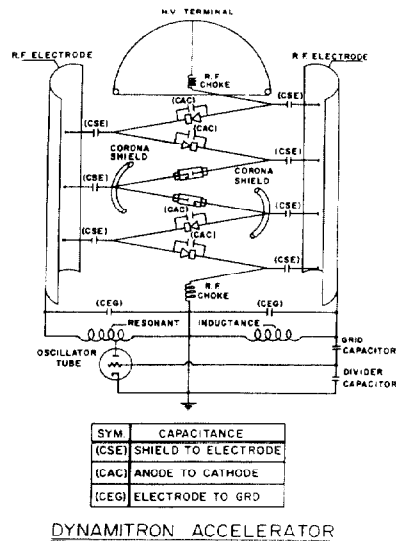 H.V. TERMINAL
R.F. ELECTRODE
R.F ELECTRODE
R.F.
CHOKE
(CAC)
(CSE)
(CSE)
(CAC)
CORONA
SHIELD
(CSE)
(CSE)
CORONA
SHIELD
(CAC)
(CSE)
(CSE)
(CAC)
(CSE)
R.F
CHOKE
(CEG)
(CEG)
RESONANT INDUCTANCE
OSCILLATOR
TUBE
GRID
CAPACITOR
DIVIDER
CAPACITOR
SYM. CAPACITANCE
(CSE) SHIELD TO ELECTRODE
(CAC) ANODE TO CATHODE
(CEG) ELECTRODE TO GRD
DYNAMITRON ACCELERATOR